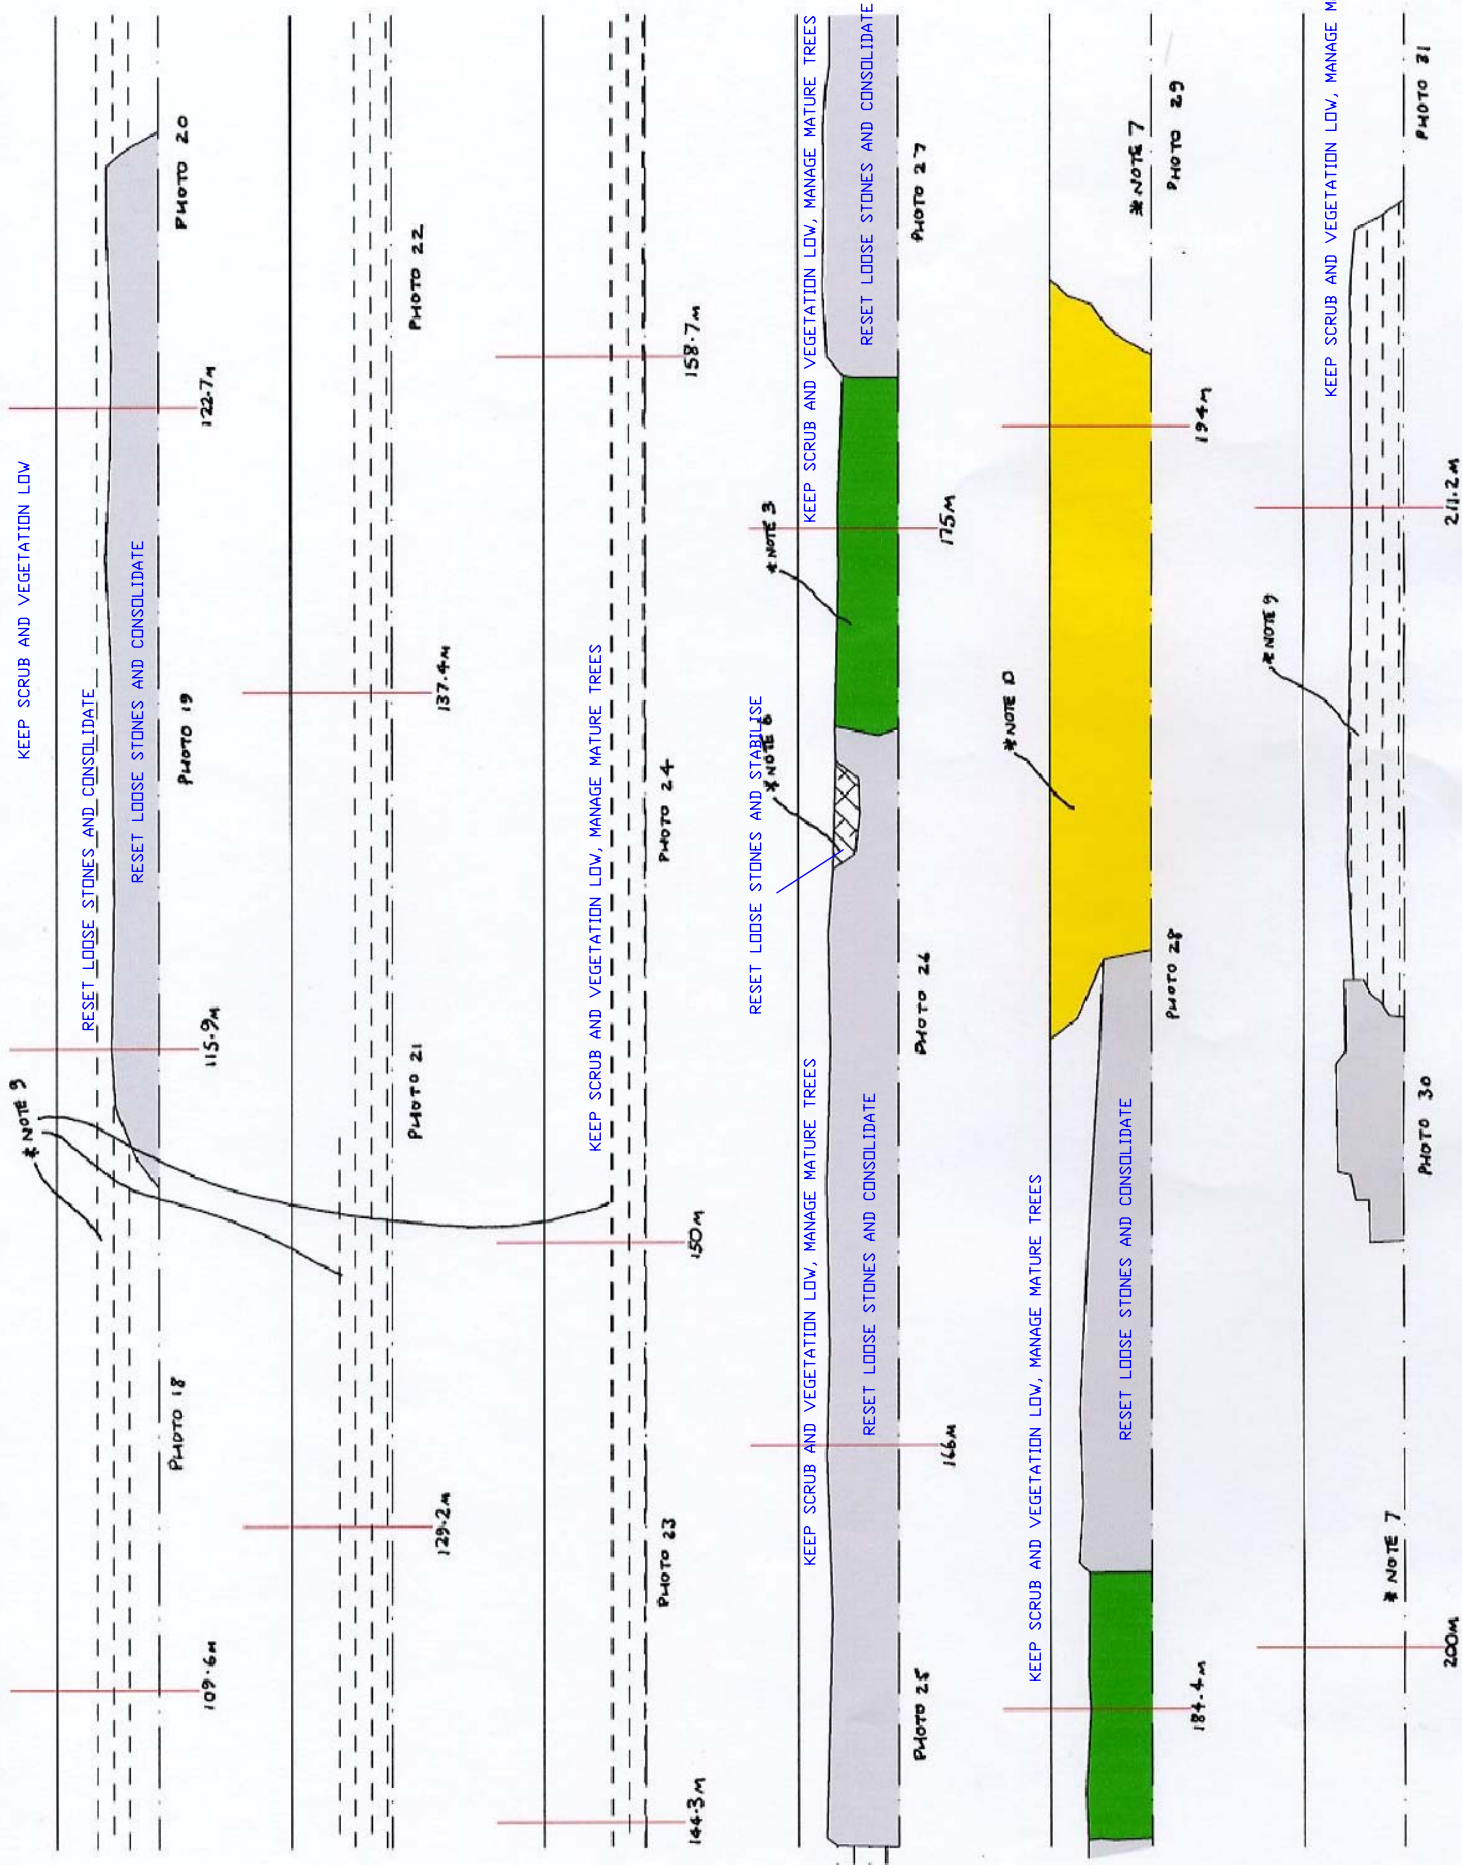 KEEP SCRUB AND VEGETATION LOW
* NOTE 9
RESET LOOSE STONES AND CONSOLIDATE
RESET LOOSE STONES AND CONSOLIDATE
109.6M
PHOTO 18
115.9M
PHOTO 19
122.7M
PHOTO 20
129.2M
PHOTO 21
137.4M
PHOTO 22
KEEP SCRUB AND VEGETATION LOW, MANAGE MATURE TREES
144.3M
PHOTO 23
150M
PHOTO 24
158.7M
RESET LOOSE STONES AND STABILISE
* NOTE 6
* NOTE 3
KEEP SCRUB AND VEGETATION LOW, MANAGE MATURE TREES
KEEP SCRUB AND VEGETATION LOW, MANAGE MATURE TREES
RESET LOOSE STONES AND CONSOLIDATE
RESET LOOSE STONES AND CONSOLIDATE
PHOTO 25
166M
PHOTO 26
175M
PHOTO 27
* NOTE 10
KEEP SCRUB AND VEGETATION LOW, MANAGE MATURE TREES
RESET LOOSE STONES AND CONSOLIDATE
184.4M
PHOTO 28
194M
* NOTE 7
PHOTO 29
* NOTE 9
KEEP SCRUB AND VEGETATION LOW, MANAGE M
* NOTE 7
200M
PHOTO 30
211.2M
PHOTO 31